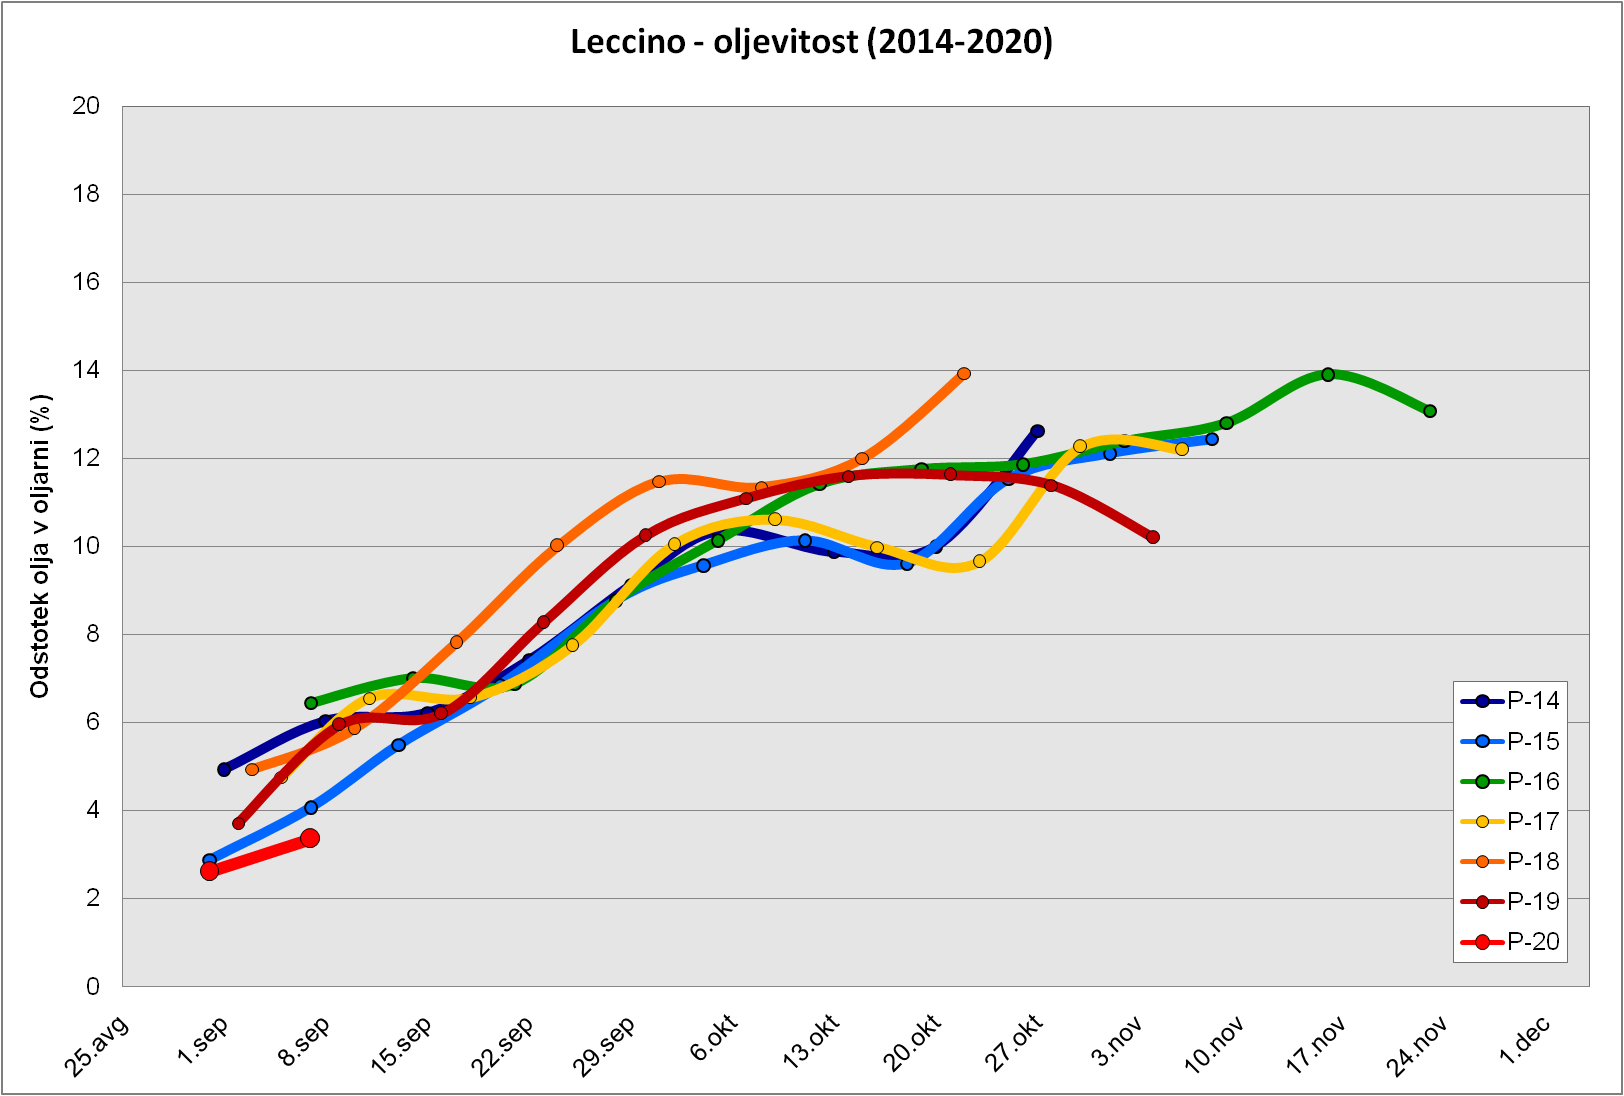 Leccino - oljevitost (2014-2020)
Odstotek olja v oljarni (%)
20
18
16
14
12
10
8
6
4
2
0
25.avg
1.sep
8.sep
15.sep
22.sep
29.sep
6.okt
13.okt
20.okt
27.okt
3.nov
10.nov
17.nov
24.nov
1.dec
P-14
P-15
P-16
P-17
P-18
P-19
P-20